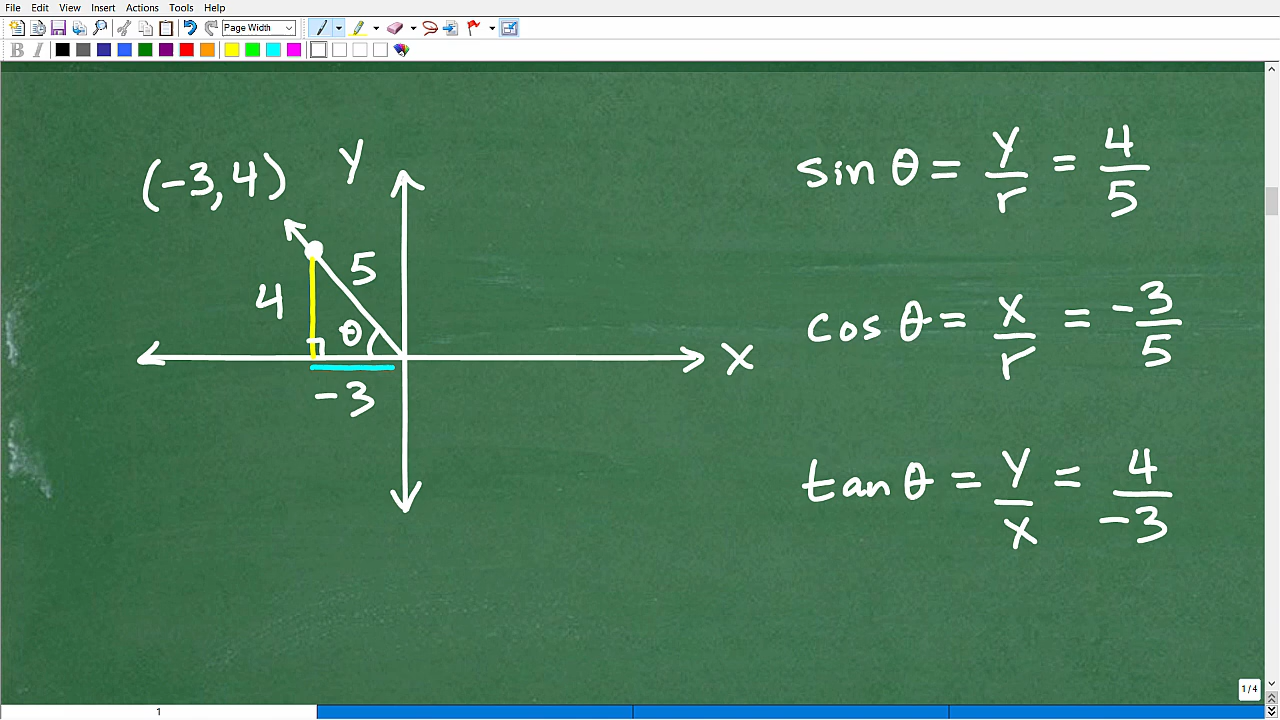 File Edit View Insert Actions Tools Help
Page Width
B I
(-3,4)
y
5
4
θ
x
-3
sin θ = y/r = 4/5
cos θ = x/r = -3/5
tan θ = y/x = 4/-3
1/4
1